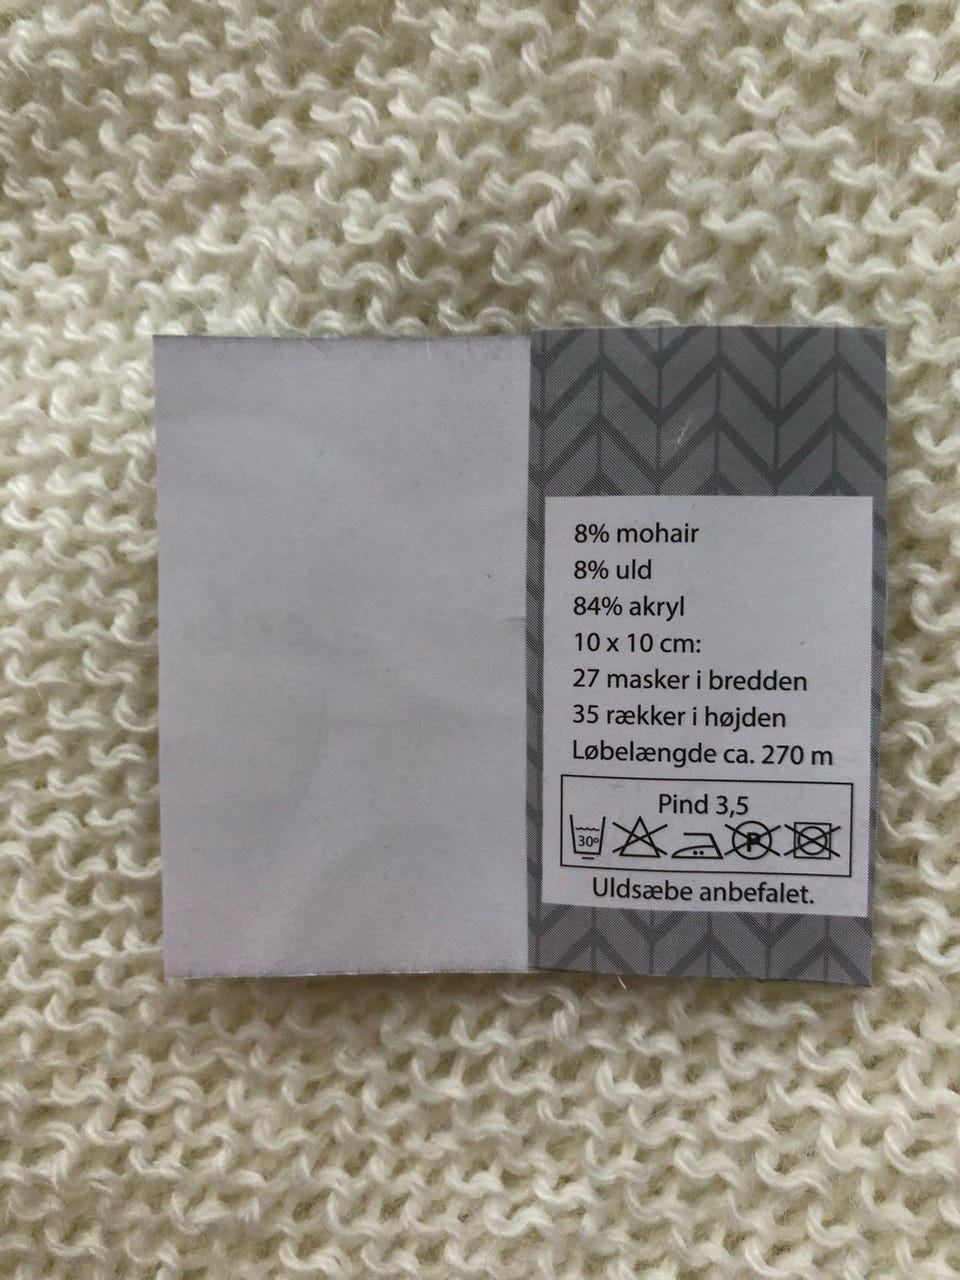 8% mohair
8% uld
84% akryl
10 x 10 cm:
27 masker i bredden
35 rækker i højden
Løbelængde ca. 270 m
Pind 3,5
30° P
Uldsæbe anbefalet.